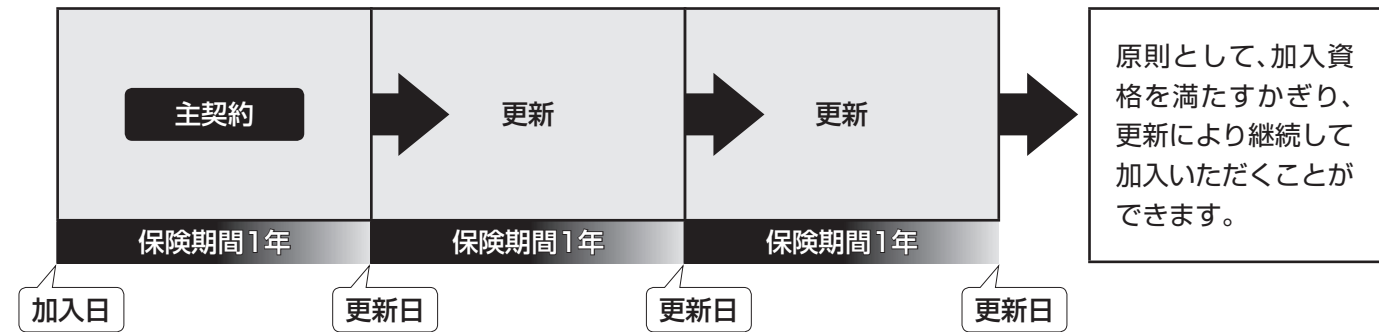 主契約
更新
更新
原則として、加入資
格を満たすかぎり、
更新により継続して
加入いただくことが
できます。
保険期間1年
保険期間1年
保険期間1年
加入日
更新日
更新日
更新日